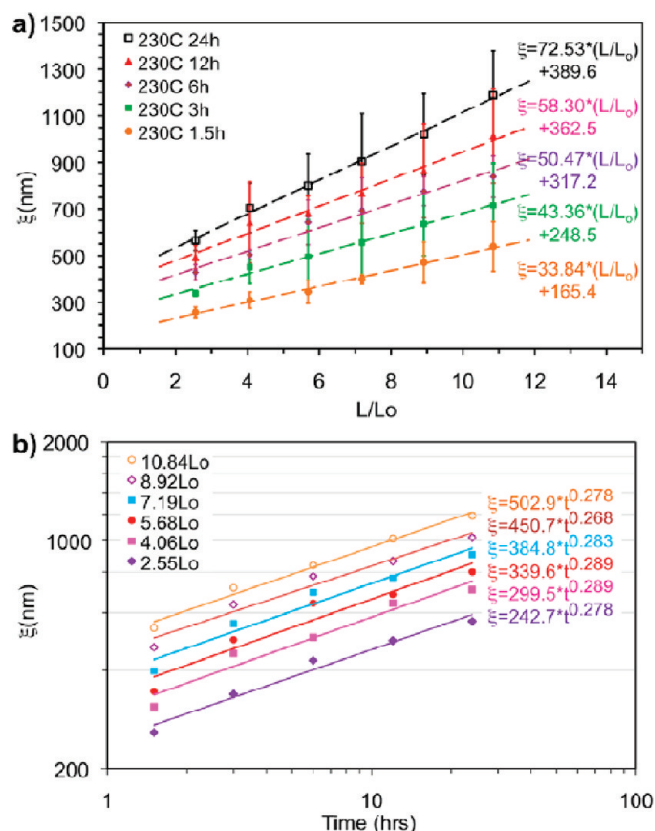 a)
1500
1300
1100
900
700
500
300
100
ξ(nm)
230C 24h
230C 12h
230C 6h
230C 3h
230C 1.5h
ξ=72.53*(L/Lo)
+389.6
ξ=58.30*(L/Lo)
+362.5
ξ=50.47*(L/Lo)
+317.2
ξ=43.36*(L/Lo)
+248.5
ξ=33.84*(L/Lo)
+165.4
0 2 4 6 8 10 12 14
L/Lo
b)
2000
1000
200
ξ(nm)
10.84Lo
8.92Lo
7.19Lo
5.68Lo
4.06Lo
2.55Lo
ξ=502.9*t^0.278
ξ=450.7*t^0.268
ξ=384.8*t^0.283
ξ=339.6*t^0.289
ξ=299.5*t^0.289
ξ=242.7*t^0.278
1 10 100
Time (hrs)